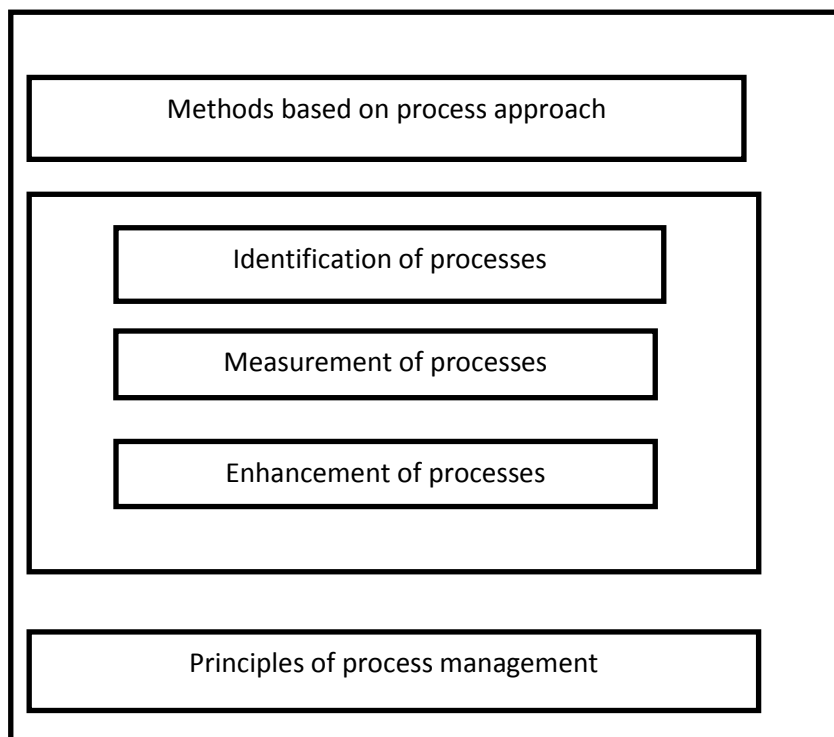 Methods based on process approach
Identification of processes
Measurement of processes
Enhancement of processes
Principles of process management